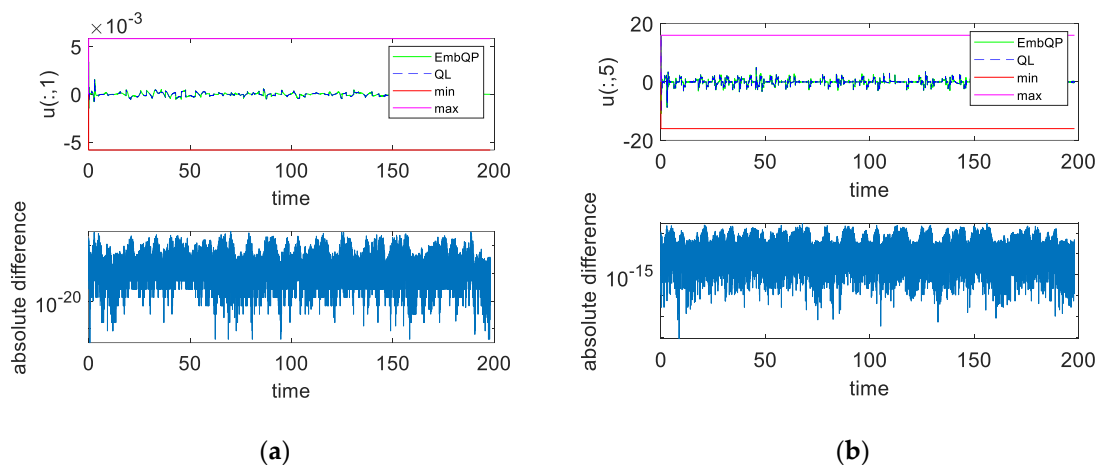 ×10-3
5
0
-5
u(:,1)
EmbQP
QL
min
max
0 50 100 150 200
time
absolute difference
10-20
0 50 100 150 200
time
(a)
20
0
-20
u(:,5)
EmbQP
QL
min
max
0 50 100 150 200
time
absolute difference
10-15
0 50 100 150 200
time
(b)